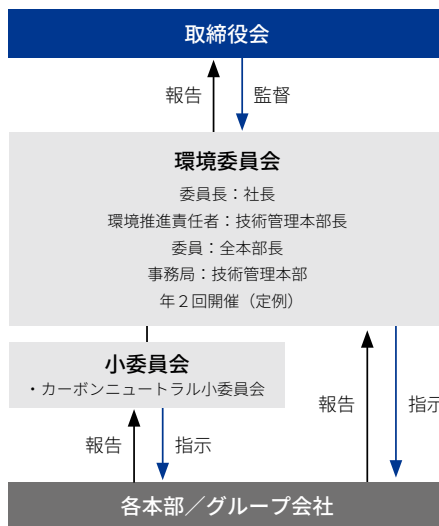 取締役会
報告
監督
環境委員会
委員長：社長
環境推進責任者：技術管理本部長
委員：全本部長
事務局：技術管理本部
年２回開催（定例）
小委員会
・カーボンニュートラル小委員会
報告
指示
報告
指示
各本部／グループ会社